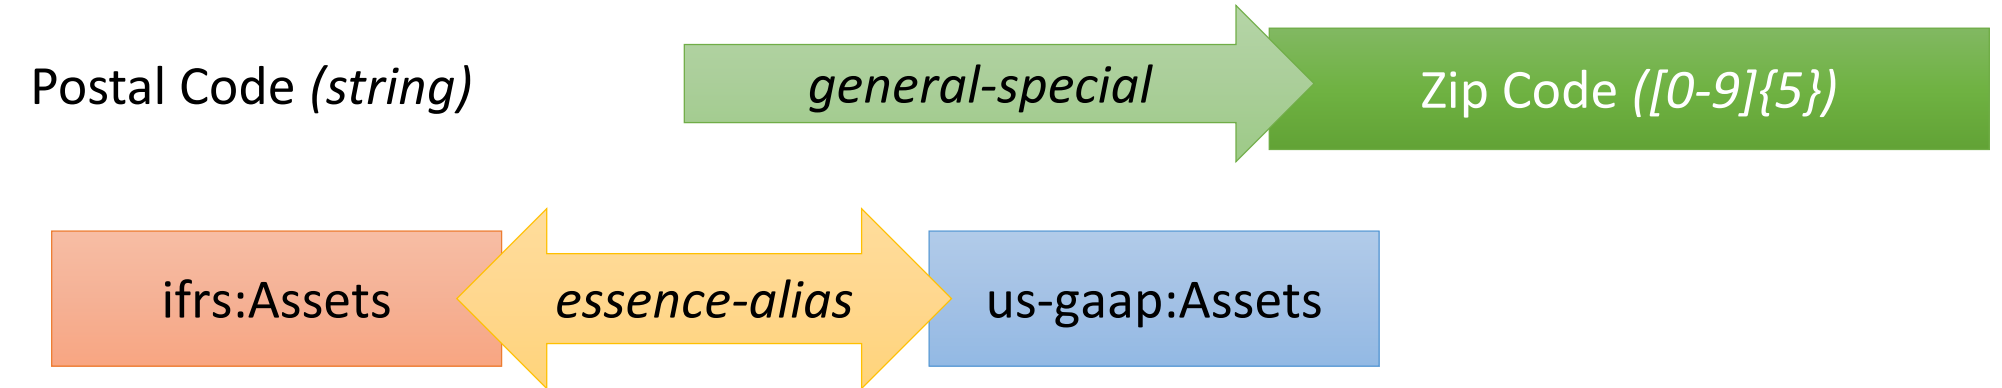 Postal Code (string) general-special Zip Code ([0-9]{5})
ifrs:Assets essence-alias us-gaap:Assets